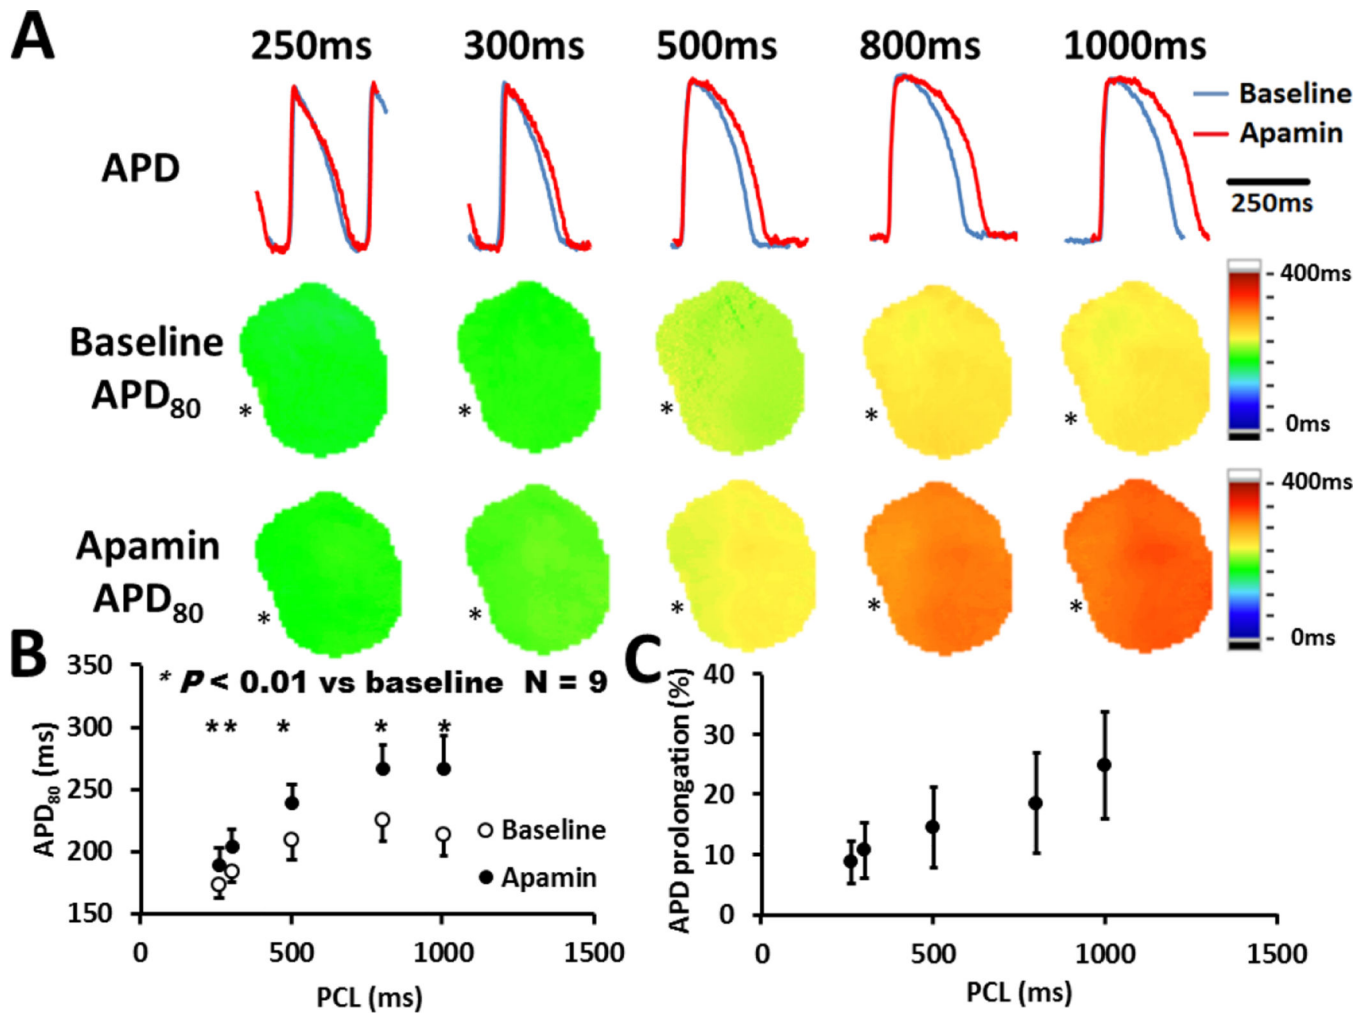 A
250ms 300ms 500ms 800ms 1000ms
Baseline
Apamin
APD
250ms
400ms
Baseline
APD80
* * * * *
0ms
400ms
Apamin
APD80
* * * * *
0ms
B
350
300
250
200
150
APD80 (ms)
* P < 0.01 vs baseline N = 9
* * * * *
Baseline
Apamin
0 500 1000 1500
PCL (ms)
C
40
30
20
10
0
APD prolongation (%)
0 500 1000 1500
PCL (ms)